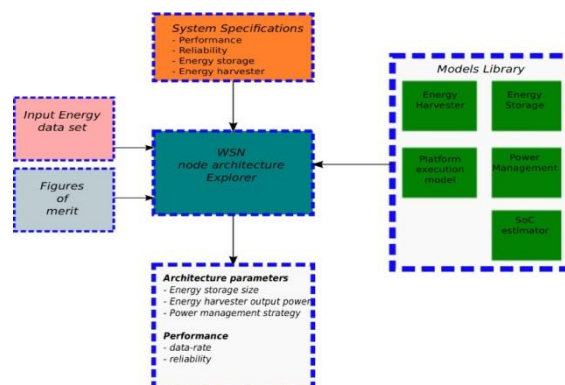 System Specifications
- Performance
- Reliability
- Energy storage
- Energy harvester
Input Energy
data set
Figures
of
merit
WSN
node architecture
Explorer
Models Library
Energy
Harvester
Energy
Storage
Platform
execution
model
Power
Management
SoC
estimator
Architecture parameters
- Energy storage size
- Energy harvester output power
- Power management strategy
Performance
- data-rate
- reliability